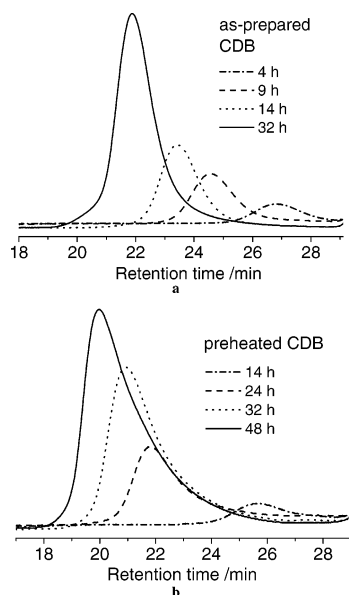 as-prepared
CDB
4 h
9 h
14 h
32 h
18 20 22 24 26 28
Retention time /min
a
preheated CDB
14 h
24 h
32 h
48 h
18 20 22 24 26 28
Retention time /min
b